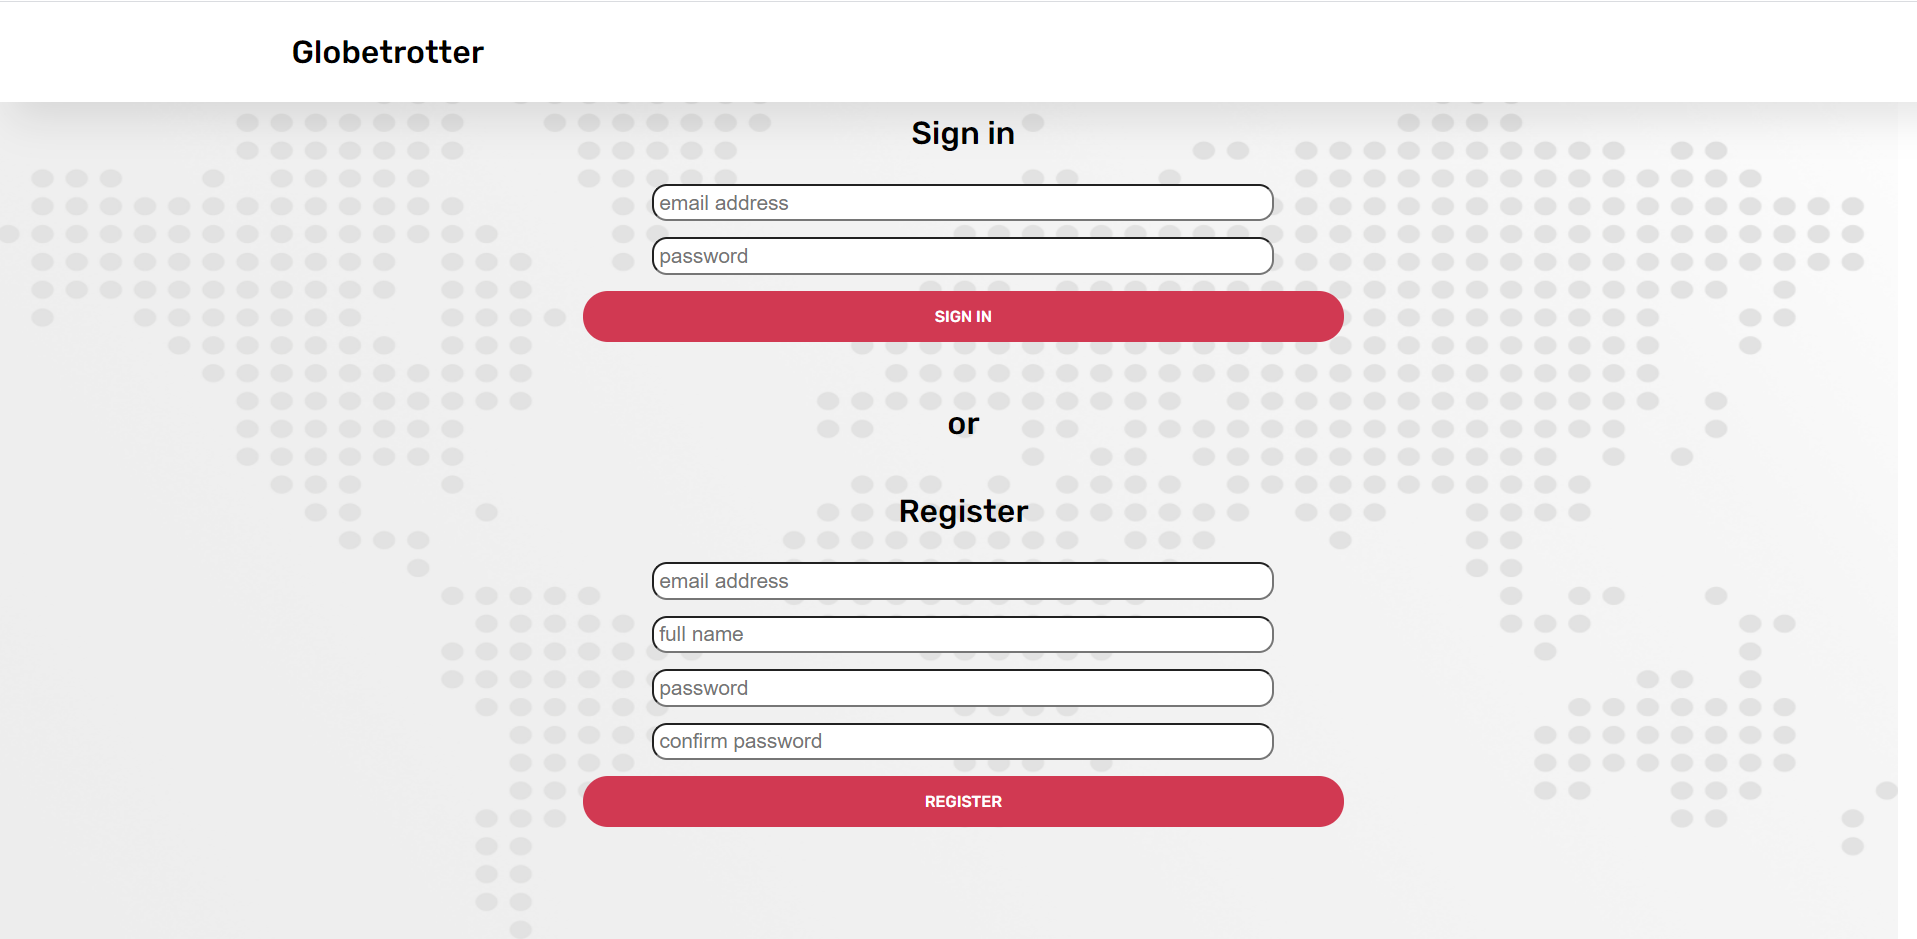 Globetrotter
Sign in
email address
password
SIGN IN
or
Register
email address
full name
password
confirm password
REGISTER